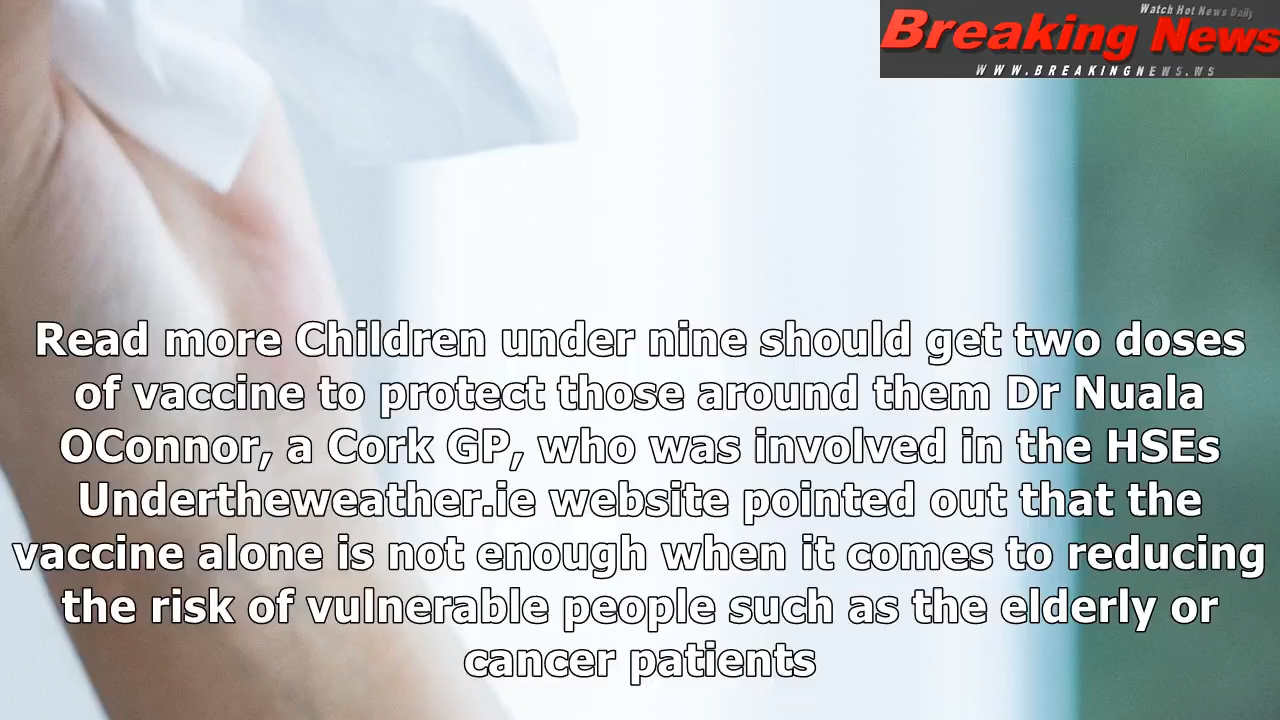 Watch Hot News Daily
Breaking News
WWW.BREAKINGNEWS.WS
Read more Children under nine should get two doses
of vaccine to protect those around them Dr Nuala
OConnor, a Cork GP, who was involved in the HSEs
Undertheweather.ie website pointed out that the
vaccine alone is not enough when it comes to reducing
the risk of vulnerable people such as the elderly or
cancer patients